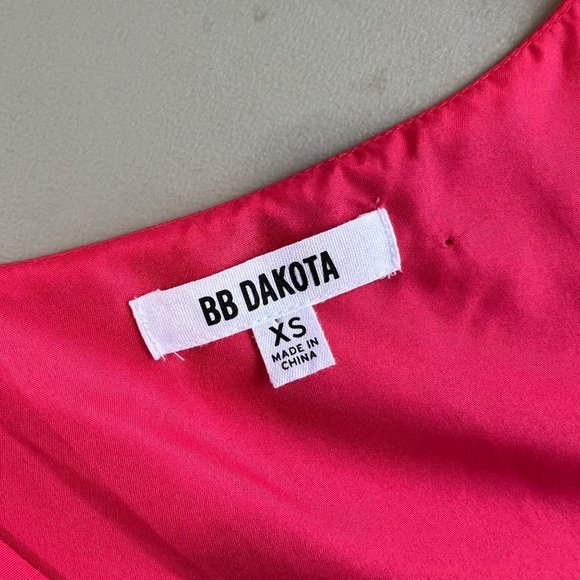 BB DAKOTA
XS
MADE IN
CHINA